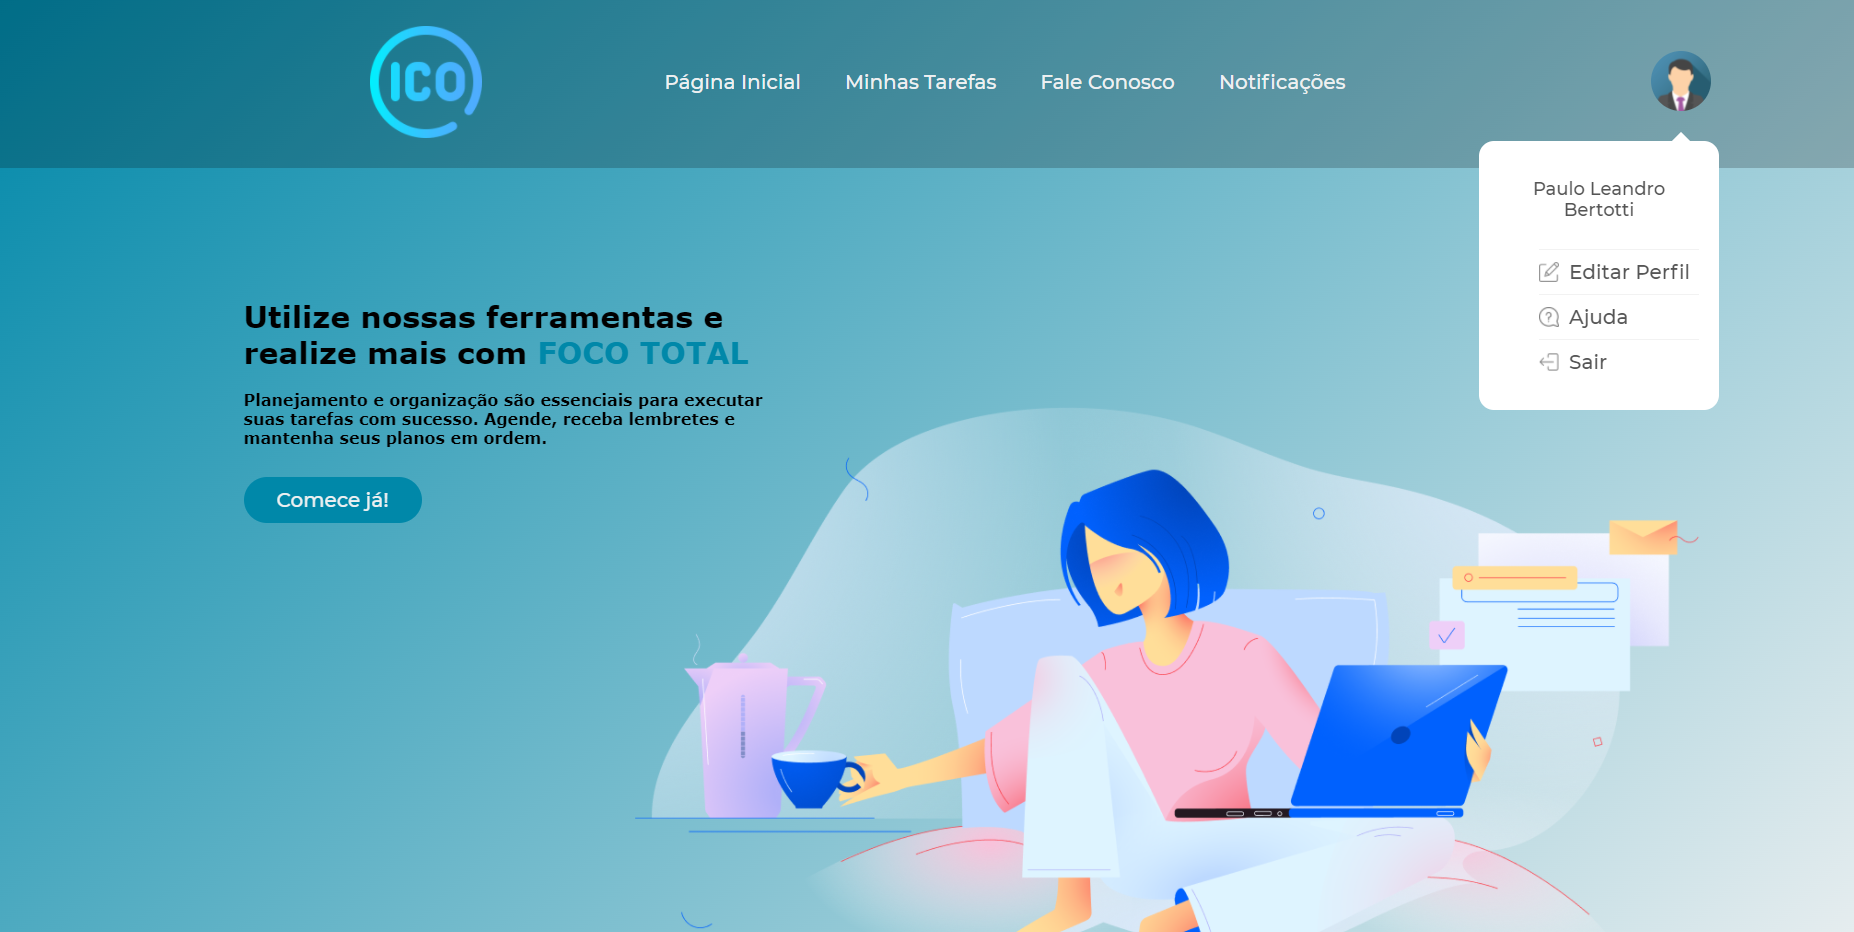 ICO
Página Inicial
Minhas Tarefas
Fale Conosco
Notificações
Paulo Leandro
Bertotti
Editar Perfil
Ajuda
Sair
Utilize nossas ferramentas e
realize mais com FOCO TOTAL
Planejamento e organização são essenciais para executar
suas tarefas com sucesso. Agende, receba lembretes e
mantenha seus planos em ordem.
Comece já!